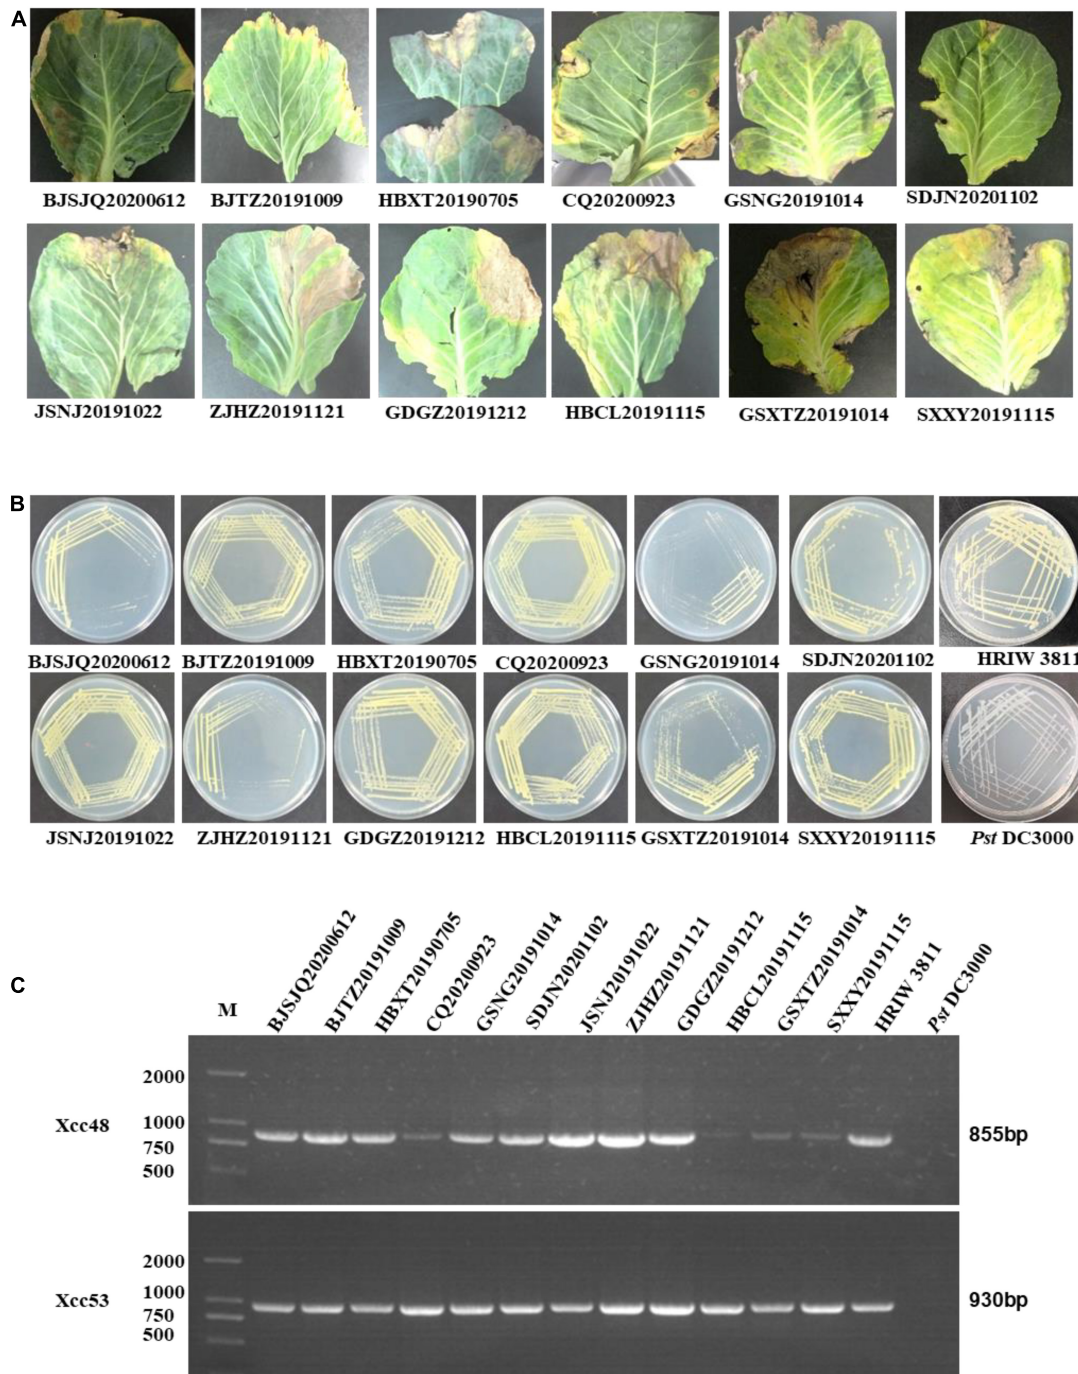 A
BJSJQ20200612 BJTZ20191009 HBXT20190705 CQ20200923 GSNG20191014 SDJN20201102
JSNJ20191022 ZJHZ20191121 GDGZ20191212 HBCL20191115 GSXTZ20191014 SXXY20191115
B
BJSJQ20200612 BJTZ20191009 HBXT20190705 CQ20200923 GSNG20191014 SDJN20201102 HRIW 3811
JSNJ20191022 ZJHZ20191121 GDGZ20191212 HBCL20191115 GSXTZ20191014 SXXY20191115 Pst DC3000
C
M BJSJQ20200612 BJTZ20191009 HBXT20190705 CQ20200923 GSNG20191014 SDJN20201102 JSNJ20191022 ZJHZ20191121 GDGZ20191212 HBCL20191115 GSXTZ20191014 SXXY20191115 HRIW 3811 Pst DC3000
Xcc48
2000
1000
750
500
855bp
Xcc53
2000
1000
750
500
930bp